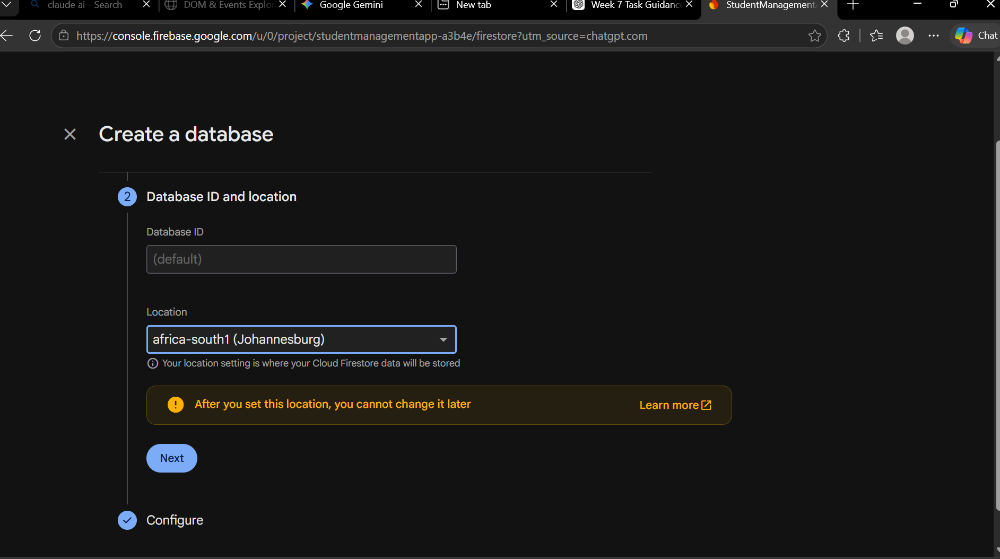 claude ai - Search
DOM & Events Explor
Google Gemini
New tab
Week 7 Task Guidanc
StudentManagement
https://console.firebase.google.com/u/0/project/studentmanagementapp-a3b4e/firestore?utm_source=chatgpt.com
Chat
Create a database
2 Database ID and location
Database ID
(default)
Location
africa-south1 (Johannesburg)
Your location setting is where your Cloud Firestore data will be stored
After you set this location, you cannot change it later
Learn more
Next
Configure